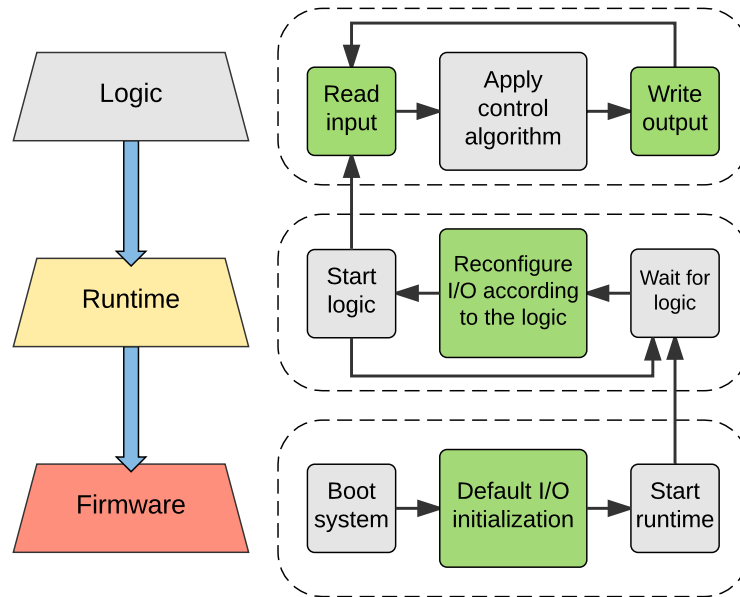 Logic
Read
input
Apply
control
algorithm
Write
output
Runtime
Start
logic
Reconfigure
I/O according
to the logic
Wait for
logic
Firmware
Boot
system
Default I/O
initialization
Start
runtime